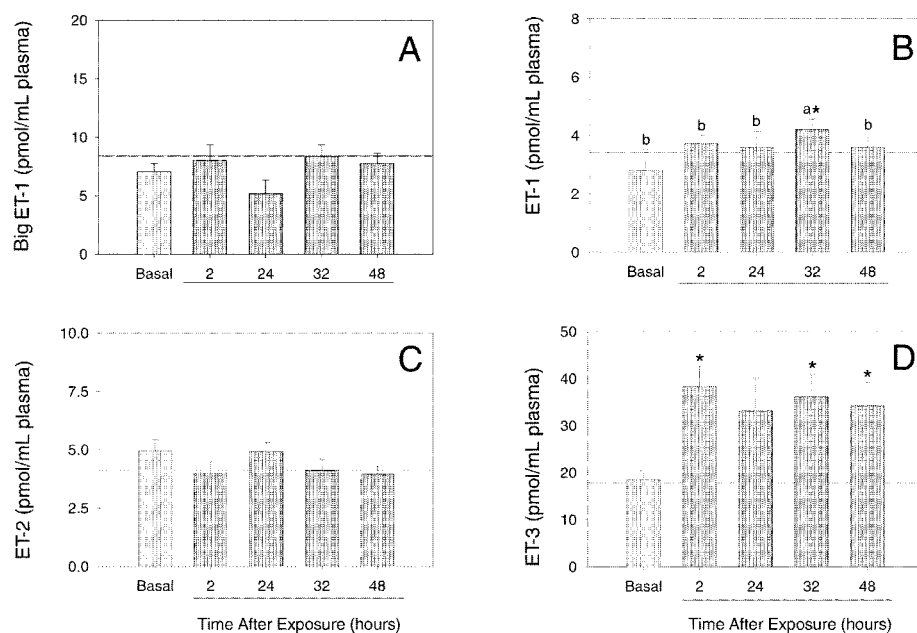 A
Big ET-1 (pmol/mL plasma)
20
15
10
5
0
Basal 2 24 32 48
B
ET-1 (pmol/mL plasma)
8
6
4
2
0
b b b a* b
Basal 2 24 32 48
C
ET-2 (pmol/mL plasma)
10.0
7.5
5.0
2.5
0.0
Basal 2 24 32 48
Time After Exposure (hours)
D
ET-3 (pmol/mL plasma)
50
40
30
20
10
0
* * *
Basal 2 24 32 48
Time After Exposure (hours)